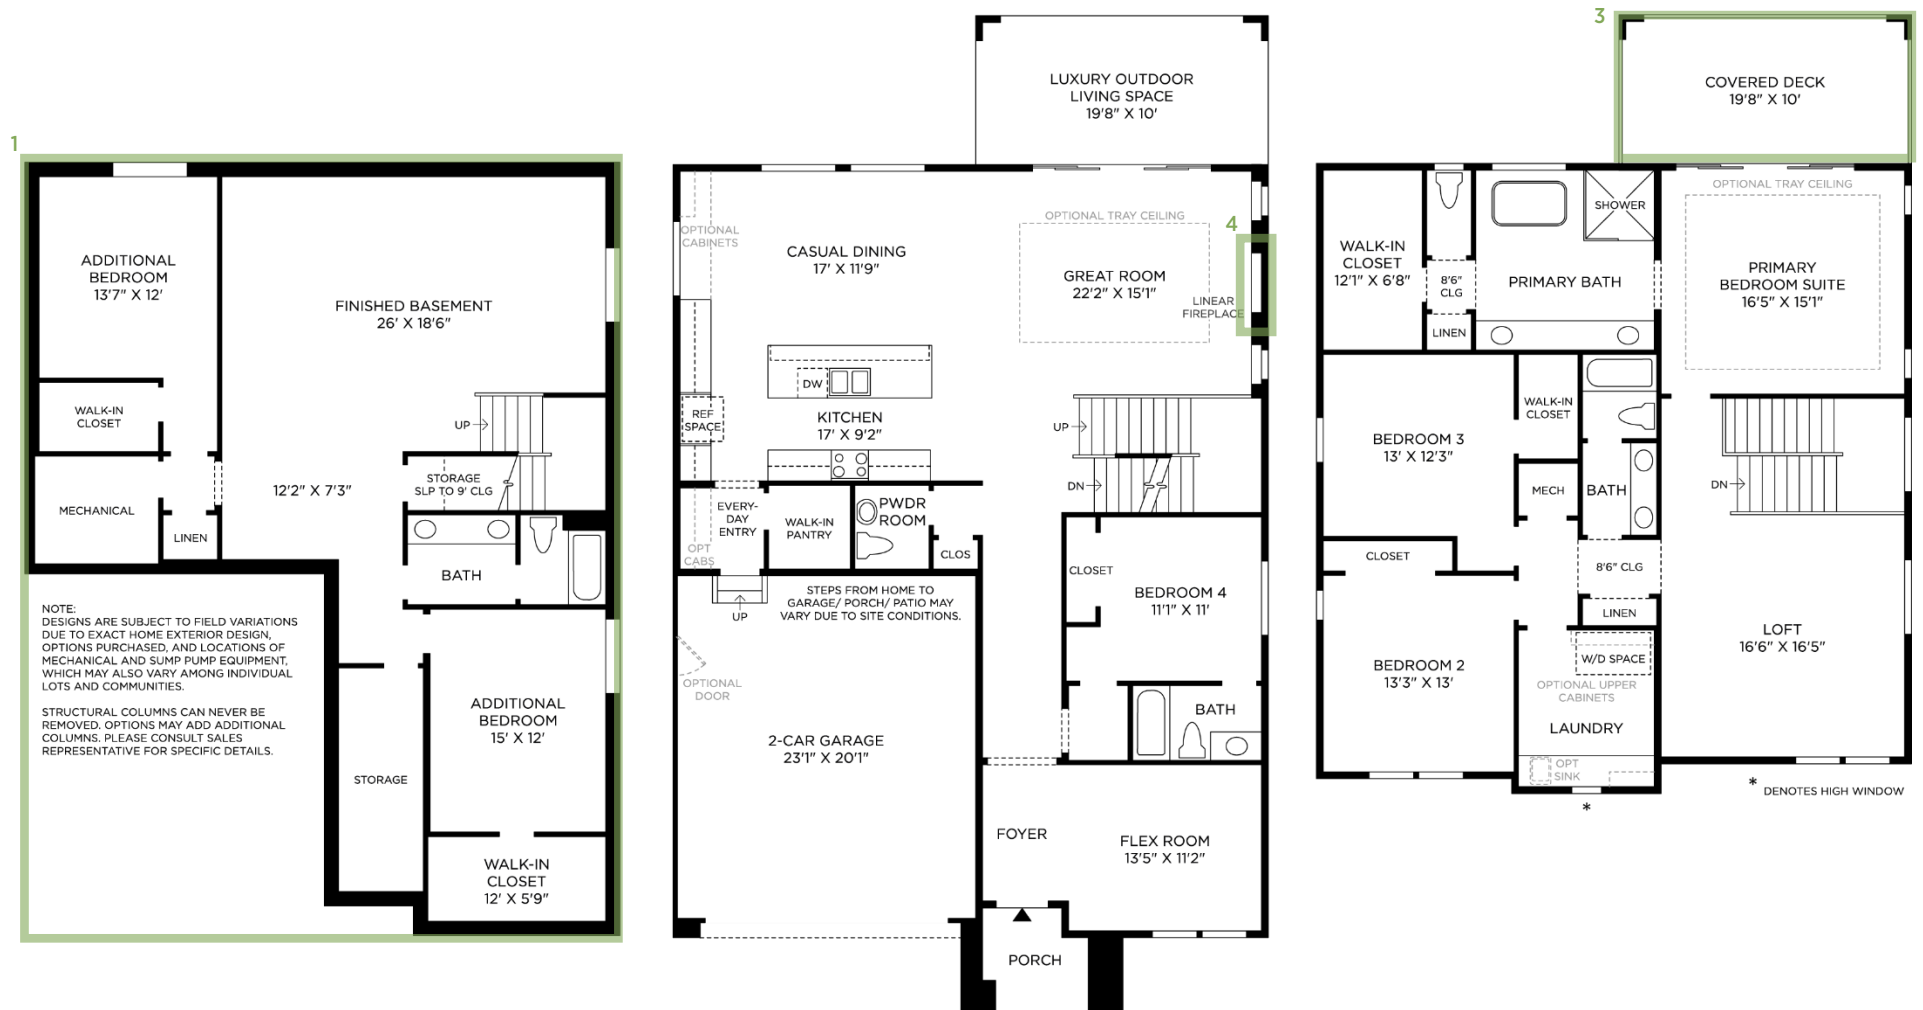 1
ADDITIONAL
BEDROOM
13'7" X 12'
FINISHED BASEMENT
26' X 18'6"
WALK-IN
CLOSET
UP
MECHANICAL
12'2" X 7'3"
STORAGE
SLP TO 9' CLG
LINEN
BATH
NOTE:
DESIGNS ARE SUBJECT TO FIELD VARIATIONS
DUE TO EXACT HOME EXTERIOR DESIGN,
OPTIONS PURCHASED, AND LOCATIONS OF
MECHANICAL AND SUMP PUMP EQUIPMENT,
WHICH MAY ALSO VARY AMONG INDIVIDUAL
LOTS AND COMMUNITIES.
STRUCTURAL COLUMNS CAN NEVER BE
REMOVED. OPTIONS MAY ADD ADDITIONAL
COLUMNS. PLEASE CONSULT SALES
REPRESENTATIVE FOR SPECIFIC DETAILS.
ADDITIONAL
BEDROOM
15' X 12'
STORAGE
WALK-IN
CLOSET
12' X 5'9"
LUXURY OUTDOOR
LIVING SPACE
19'8" X 10'
OPTIONAL
CABINETS
CASUAL DINING
17' X 11'9"
OPTIONAL TRAY CEILING
GREAT ROOM
22'2" X 15'1"
4
LINEAR
FIREPLACE
DW
REF
SPACE
KITCHEN
17' X 9'2"
UP
DN
EVERY-
DAY
ENTRY
OPT
CABS
WALK-IN
PANTRY
PWDR
ROOM
CLOS
UP
STEPS FROM HOME TO
GARAGE/ PORCH/ PATIO MAY
VARY DUE TO SITE CONDITIONS.
CLOSET
BEDROOM 4
11'1" X 11'
OPTIONAL
DOOR
2-CAR GARAGE
23'1" X 20'1"
BATH
FOYER
FLEX ROOM
13'5" X 11'2"
PORCH
3
COVERED DECK
19'8" X 10'
WALK-IN
CLOSET
12'1" X 6'8"
8'6"
CLG
LINEN
SHOWER
PRIMARY BATH
OPTIONAL TRAY CEILING
PRIMARY
BEDROOM SUITE
16'5" X 15'1"
BEDROOM 3
13' X 12'3"
WALK-IN
CLOSET
MECH
BATH
DN
CLOSET
8'6" CLG
LINEN
BEDROOM 2
13'3" X 13'
W/D SPACE
OPTIONAL UPPER
CABINETS
LAUNDRY
OPT
SINK
LOFT
16'6" X 16'5"
*
* DENOTES HIGH WINDOW